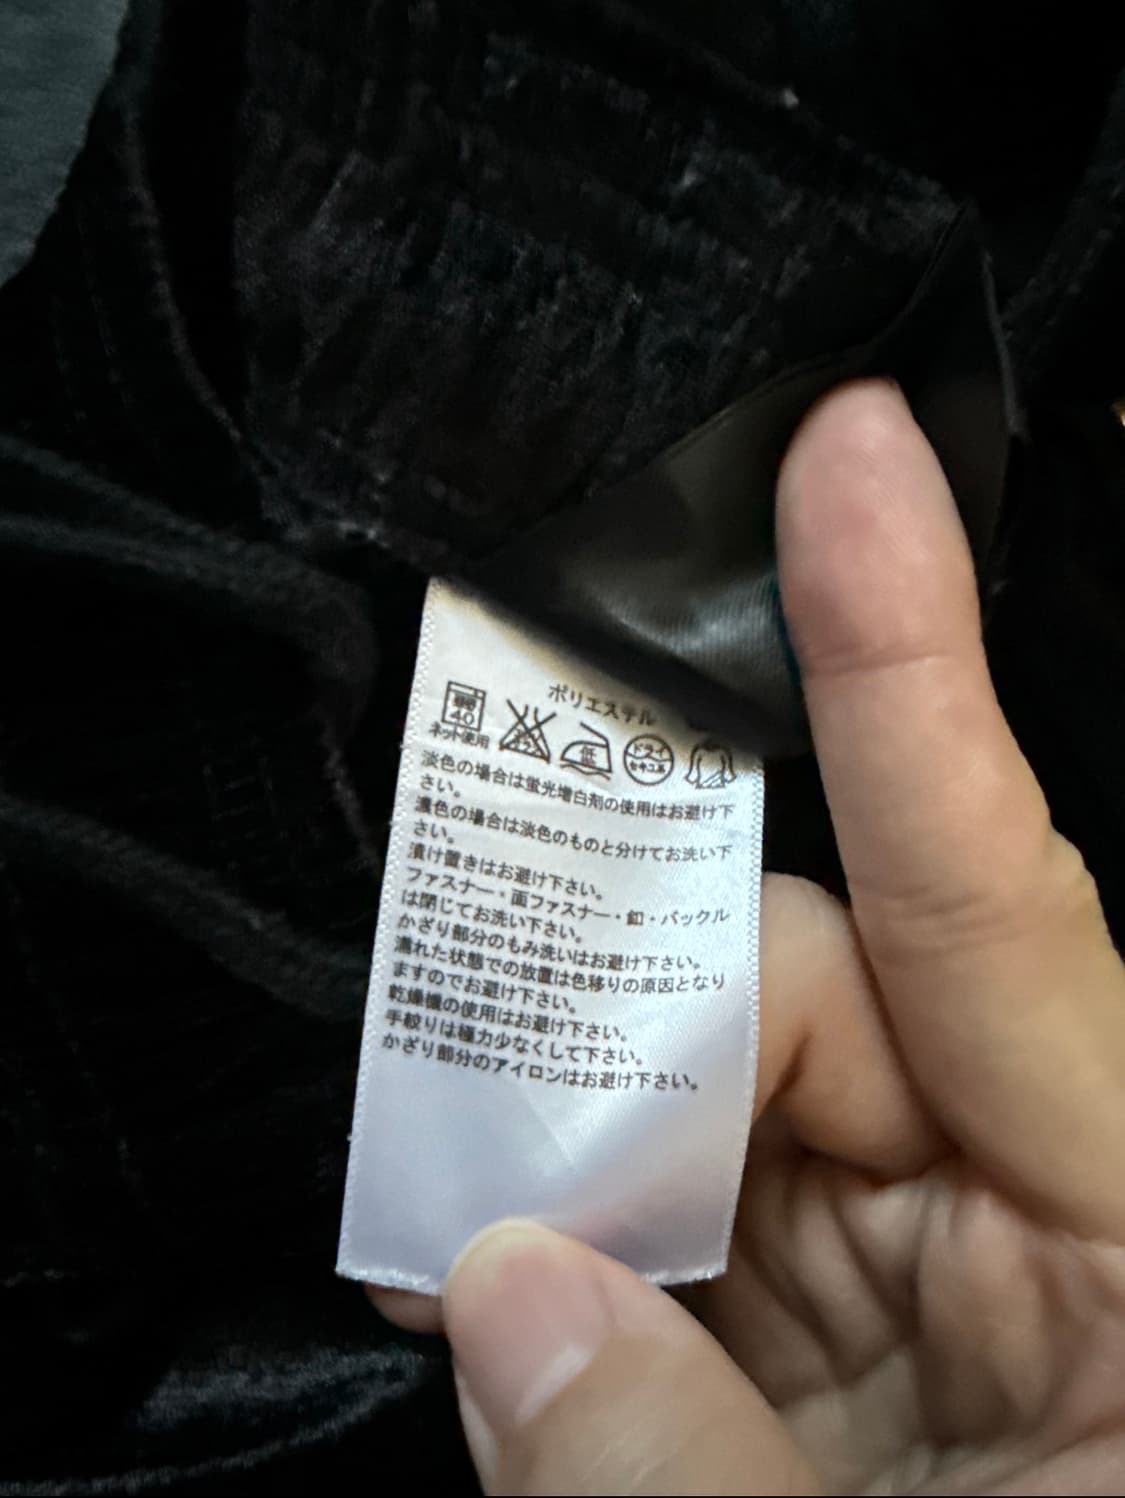 ポリエステル
弱
40
ネット使用
低
ドライ
セキユ系
淡色の場合は蛍光増白剤の使用はお避け下
さい。
濃色の場合は淡色のものと分けてお洗い下
さい。
漬け置きはお避け下さい。
ファスナー・面ファスナー・釦・バックル
は閉じてお洗い下さい。
かざり部分のもみ洗いはお避け下さい。
濡れた状態での放置は色移りの原因となり
ますのでお避け下さい。
乾燥機の使用はお避け下さい。
手絞りは極力少なくして下さい。
かざり部分のアイロンはお避け下さい。